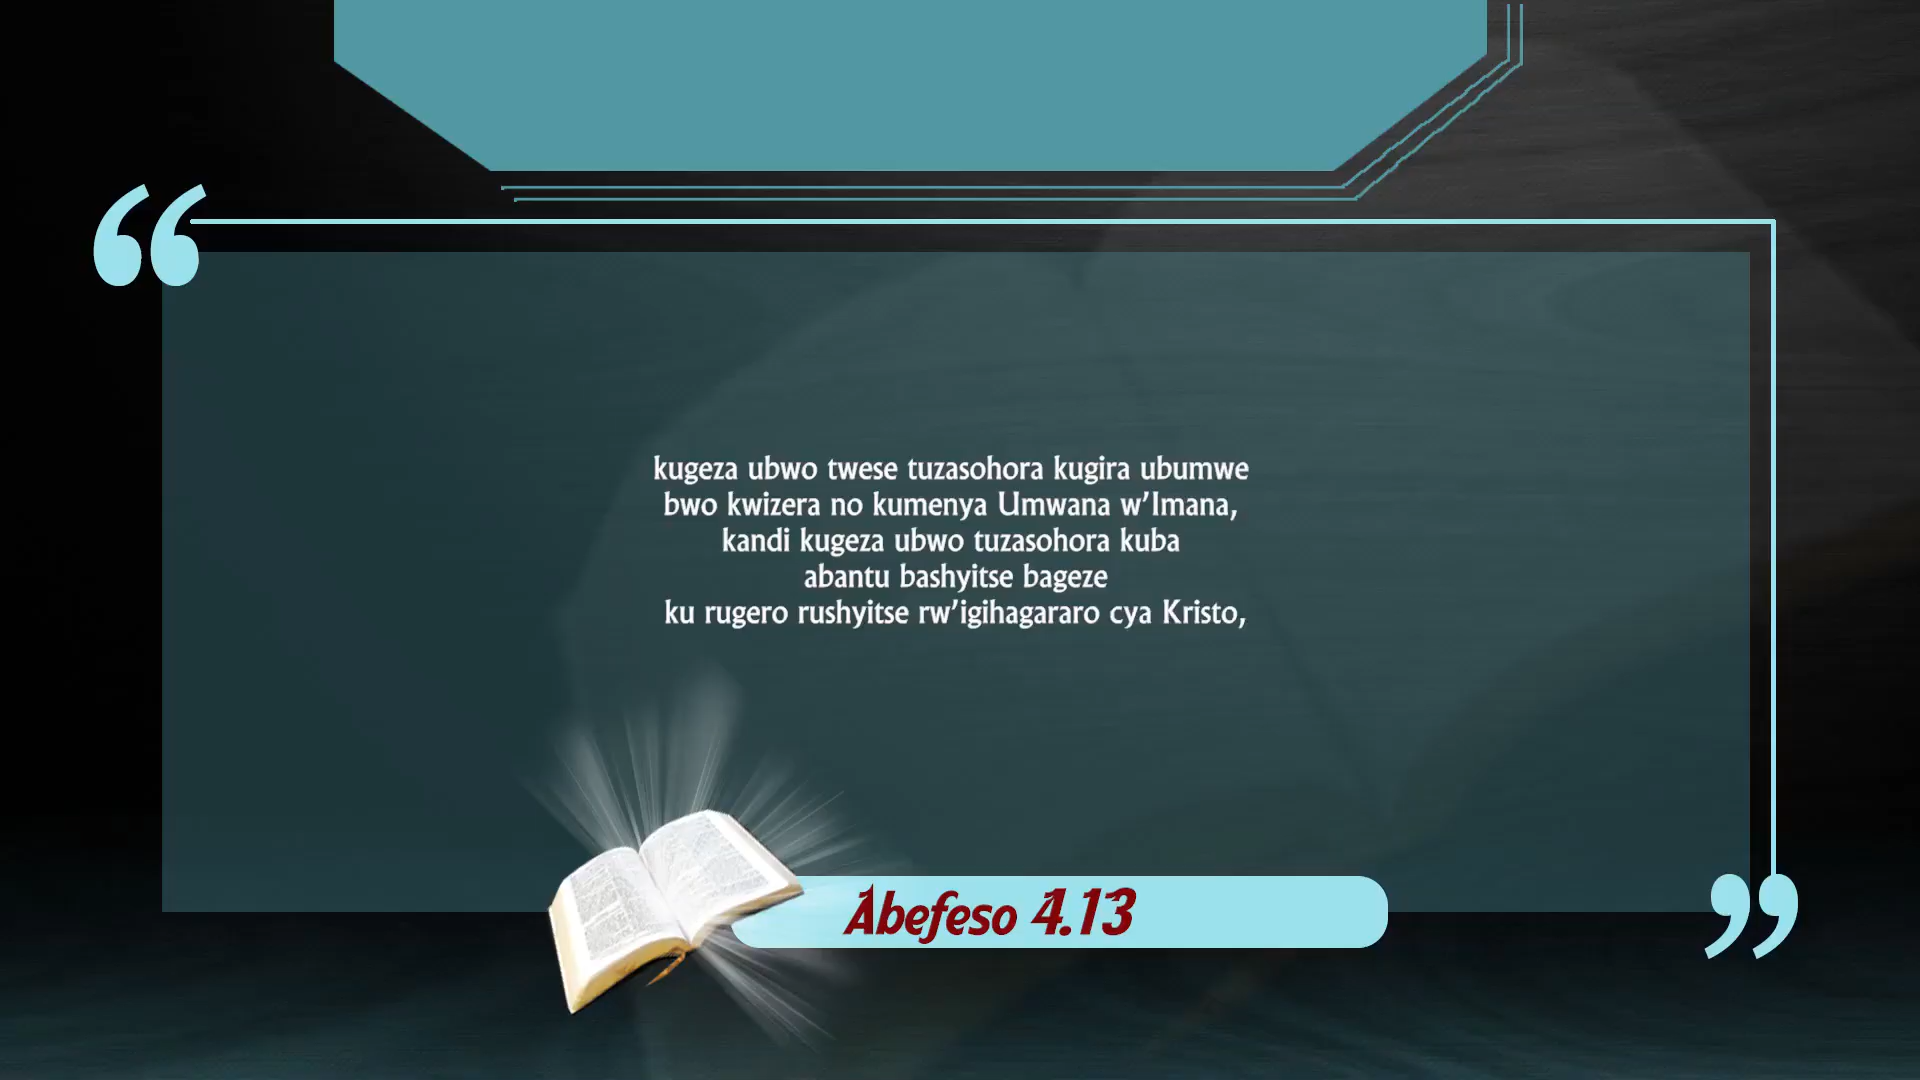 kugeza ubwo twese tuzasohora kugira ubumwe
bwo kwizera no kumenya Umwana w’Imana,
kandi kugeza ubwo tuzasohora kuba
abantu bashyitse bageze
ku rugero rushyitse rw’igihagararo cya Kristo,
Abefeso 4.13